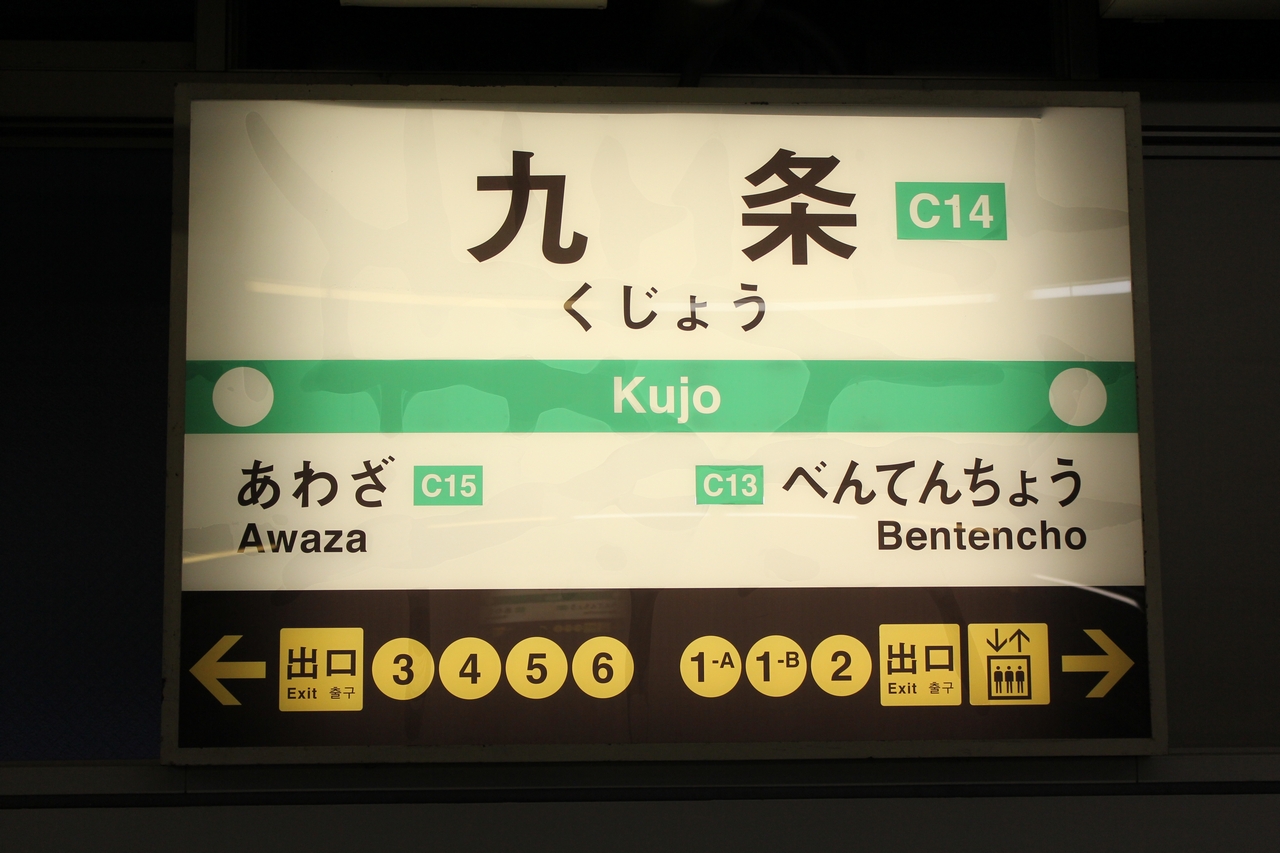 九条 C14
くじょう
Kujo
あわざ C15
Awaza
C13 べんてんちょう
Bentencho
出口 3 4 5 6
Exit 출구
1-A 1-B 2 出口
Exit 출구